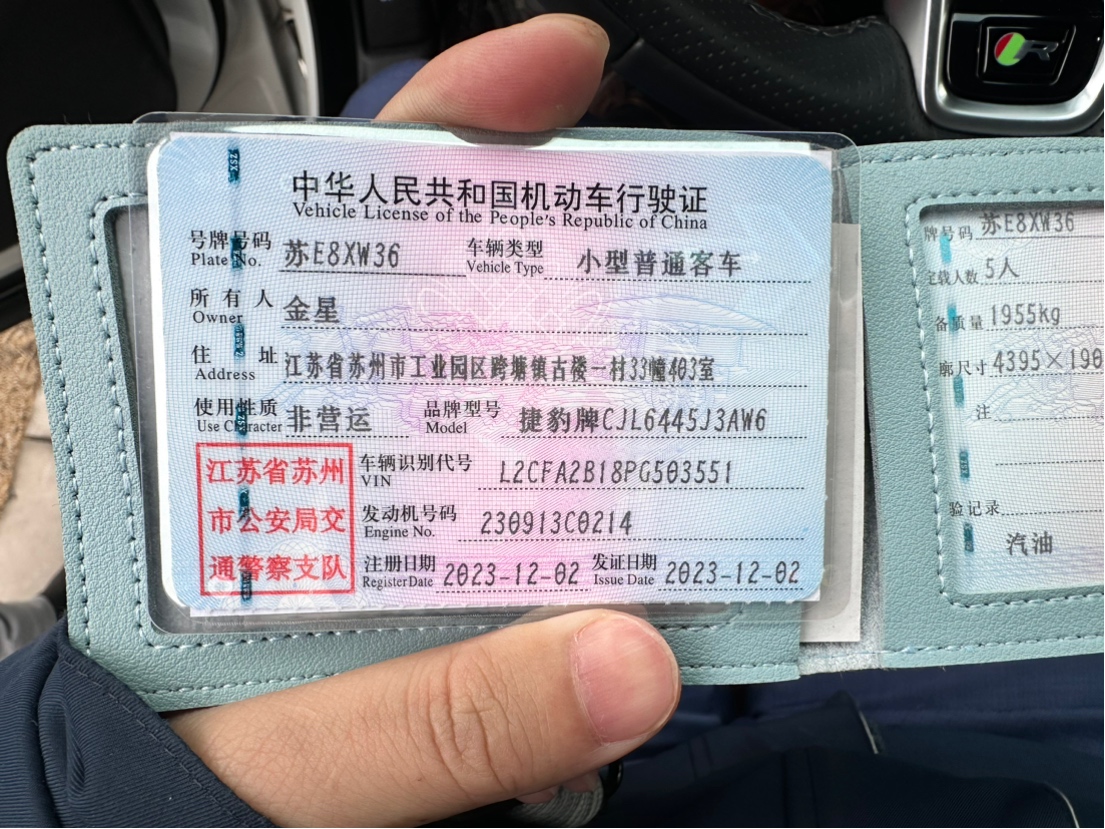 中华人民共和国机动车行驶证
Vehicle License of the People's Republic of China
号牌号码 苏E8XW36 车辆类型 小型普通客车
Plate No. Vehicle Type
所有人 金星
Owner
住址 江苏省苏州市工业园区跨塘镇古楼一村33幢403室
Address
使用性质 非营运 品牌型号 捷豹牌CJL6445J3AW6
Use Character Model
江苏省苏州
市公安局交
通警察支队
车辆识别代号 L2CFA2B18PG503551
VIN
发动机号码 230913C0214
Engine No.
注册日期 2023-12-02 发证日期 2023-12-02
Register Date Issue Date
牌号码 苏E8XW36
载人数 5人
备质量 1955kg
廓尺寸 4395×190
注
验记录
汽油
R